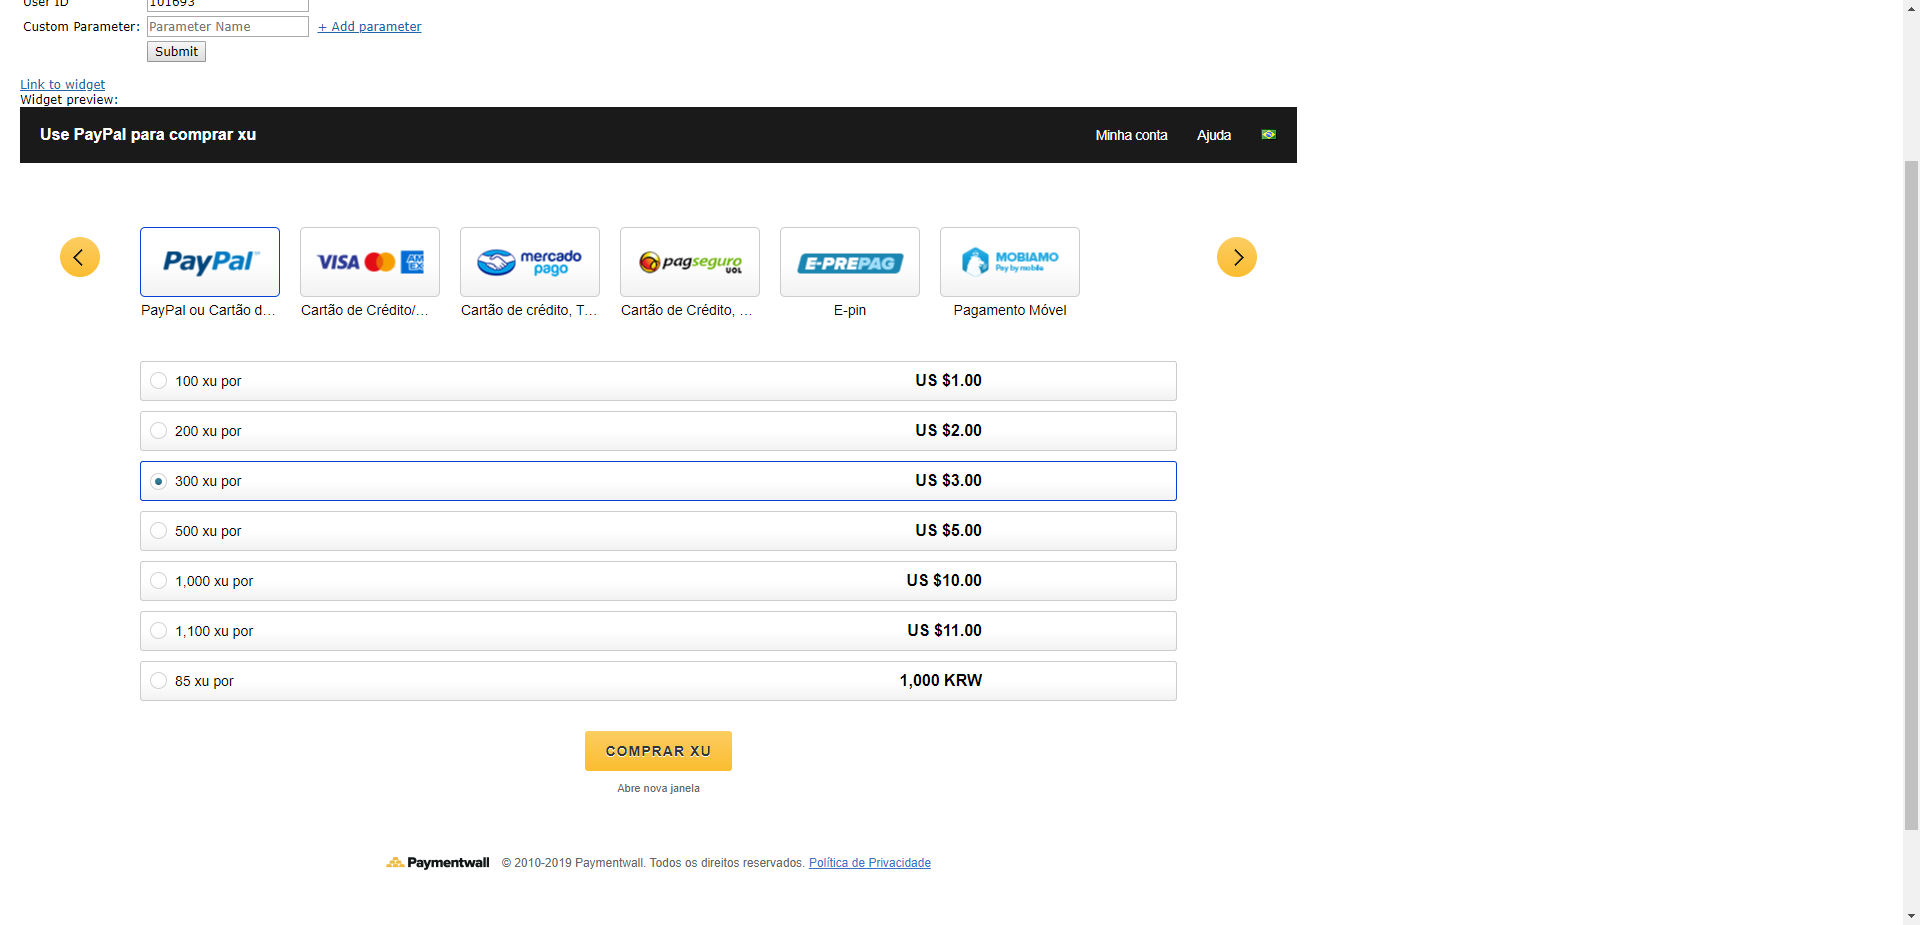 User ID 101693
Custom Parameter: Parameter Name + Add parameter
Submit
Link to widget
Widget preview:
Use PayPal para comprar xu Minha conta Ajuda
PayPal VISA AMEX mercado pago pagseguro UOL E-PREPAG MOBIAMO Pay by mobile
PayPal ou Cartão d... Cartão de Crédito/... Cartão de crédito, T... Cartão de Crédito, ... E-pin Pagamento Móvel
100 xu por US $1.00
200 xu por US $2.00
300 xu por US $3.00
500 xu por US $5.00
1,000 xu por US $10.00
1,100 xu por US $11.00
85 xu por 1,000 KRW
COMPRAR XU
Abre nova janela
Paymentwall © 2010-2019 Paymentwall. Todos os direitos reservados. Política de Privacidade